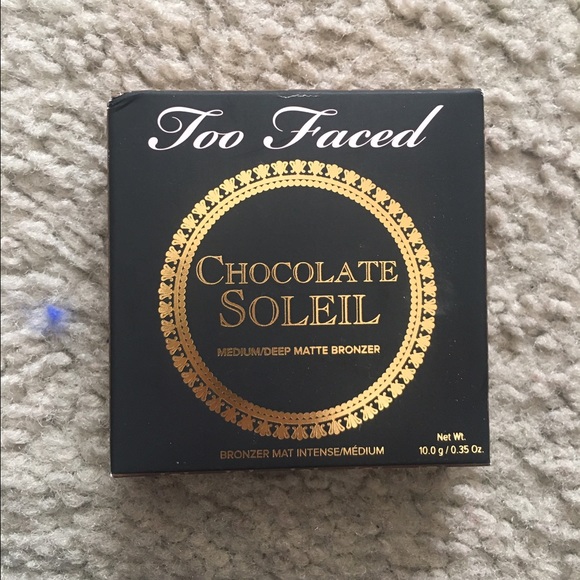 Too Faced
CHOCOLATE
SOLEIL
MEDIUM/DEEP MATTE BRONZER
BRONZER MAT INTENSE/MÉDIUM
Net Wt.
10.0 g / 0.35 Oz.